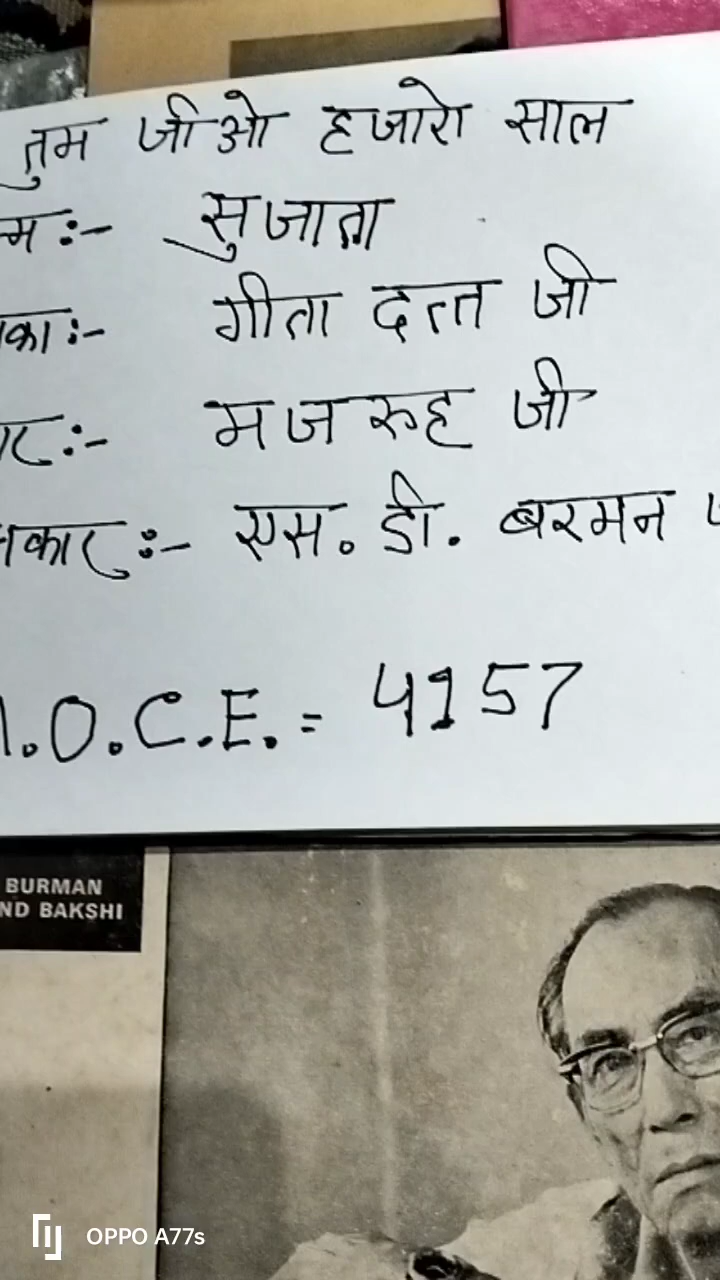 तुम जीओ हजारो साल
ल्म :- सुजाता
का :- गीता दत्त जी
र :- मजरुह जी
कार :- एस. डी. बरमन
.O.C.E. = 4157
BURMAN
ND BAKSHI
OPPO A77s